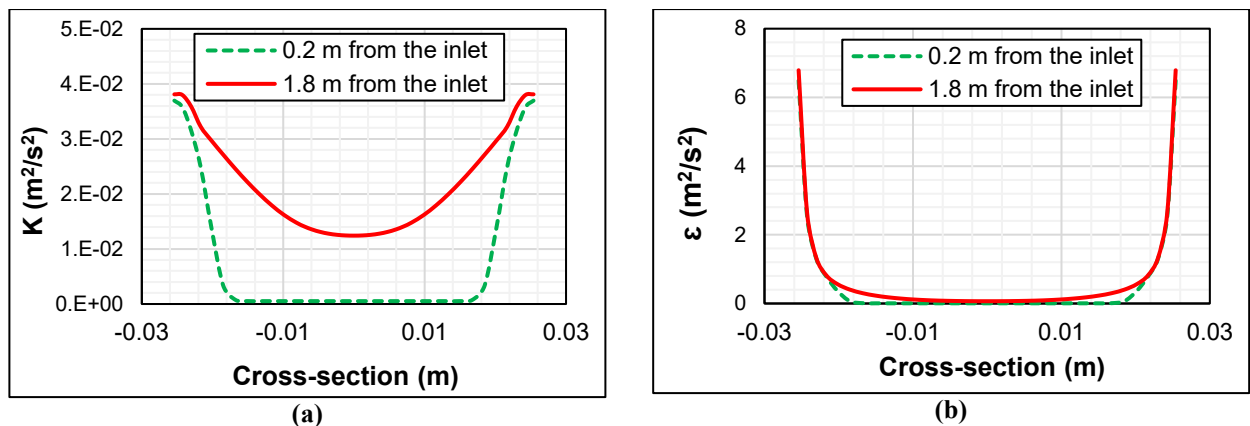 5.E-02
4.E-02
3.E-02
2.E-02
1.E-02
0.E+00
K (m²/s²)
0.2 m from the inlet
1.8 m from the inlet
-0.03 -0.01 0.01 0.03
Cross-section (m)
(a)
8
6
4
2
0
ε (m²/s²)
0.2 m from the inlet
1.8 m from the inlet
-0.03 -0.01 0.01 0.03
Cross-section (m)
(b)